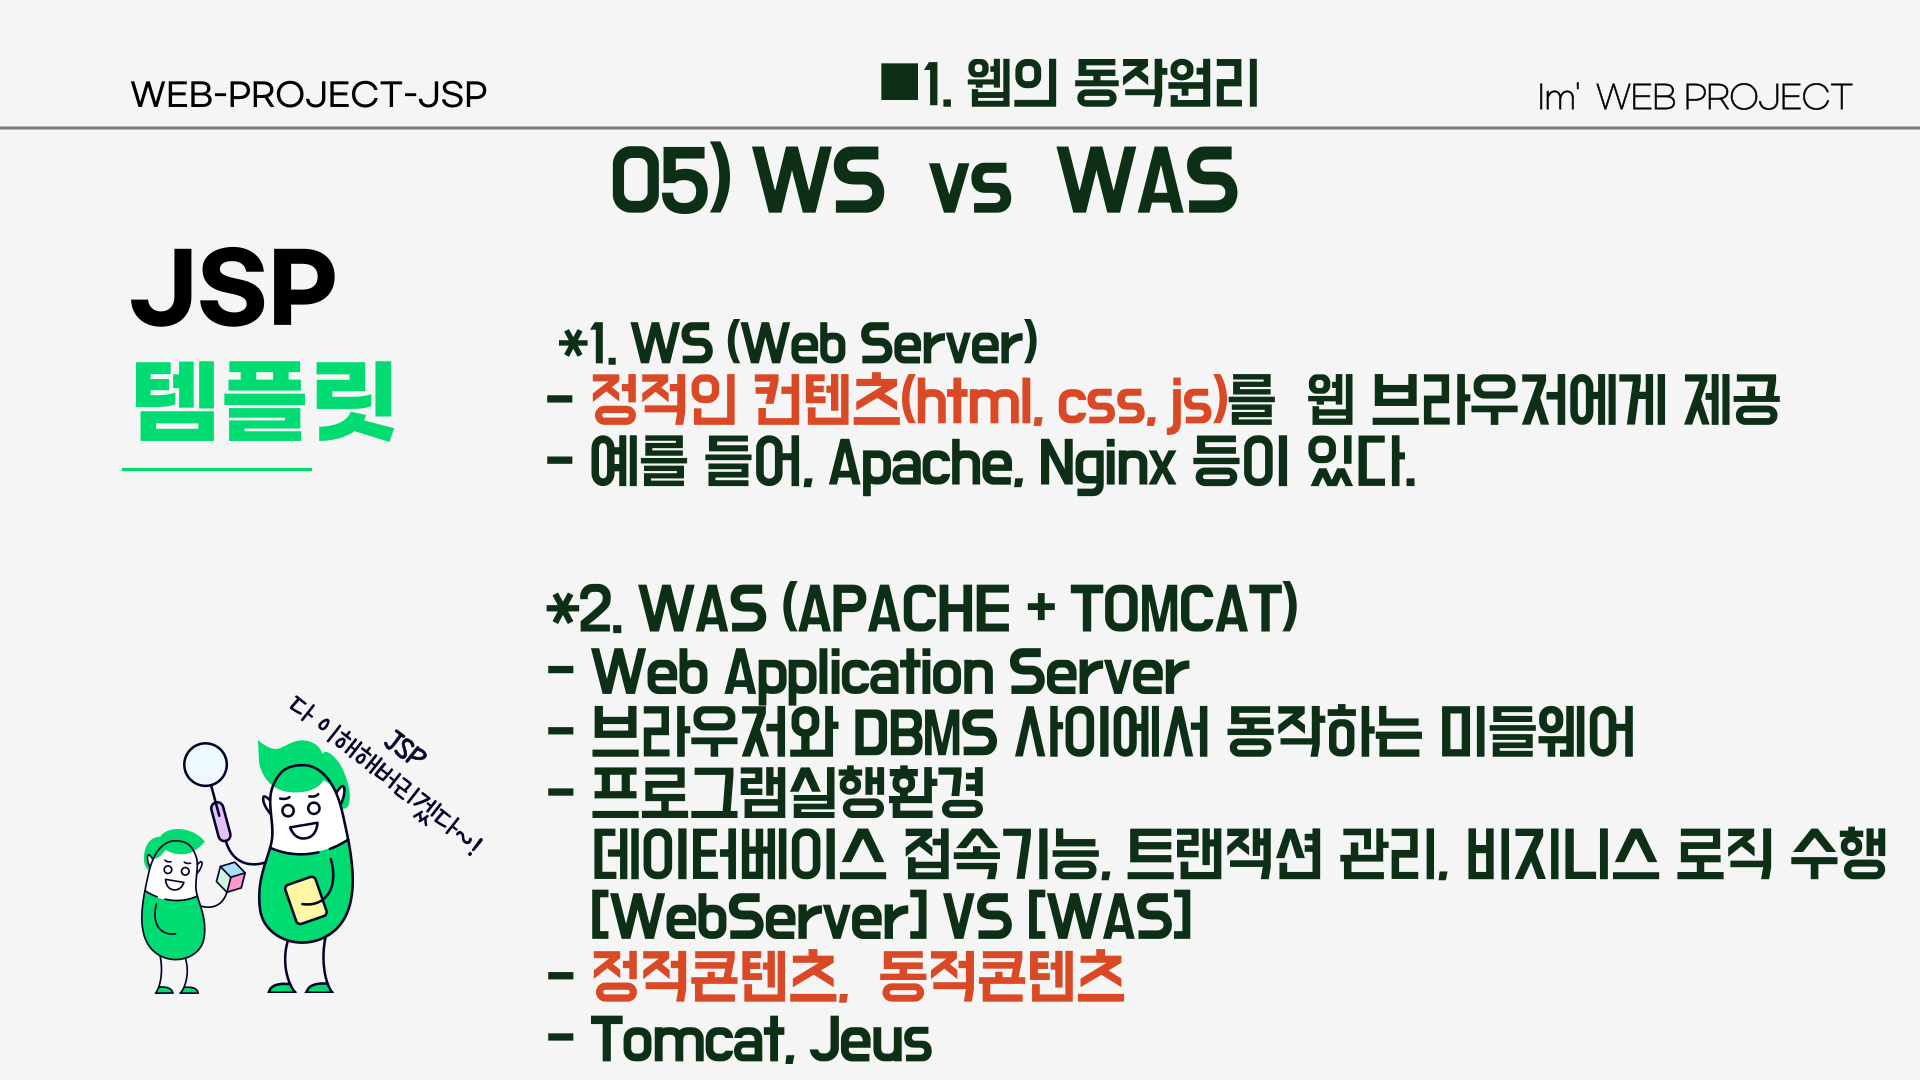 WEB-PROJECT-JSP
■1. 웹의 동작원리
Im' WEB PROJECT
05) WS vs WAS
JSP
템플릿
*1. WS (Web Server)
- 정적인 컨텐츠(html, css, js)를 웹 브라우저에게 제공
- 예를 들어, Apache, Nginx 등이 있다.
*2. WAS (APACHE + TOMCAT)
- Web Application Server
- 브라우저와 DBMS 사이에서 동작하는 미들웨어
- 프로그램실행환경
데이터베이스 접속기능, 트랜잭션 관리, 비지니스 로직 수행
[WebServer] VS [WAS]
- 정적콘텐츠, 동적콘텐츠
- Tomcat, Jeus
JSP
다 이해해버리겠다~!